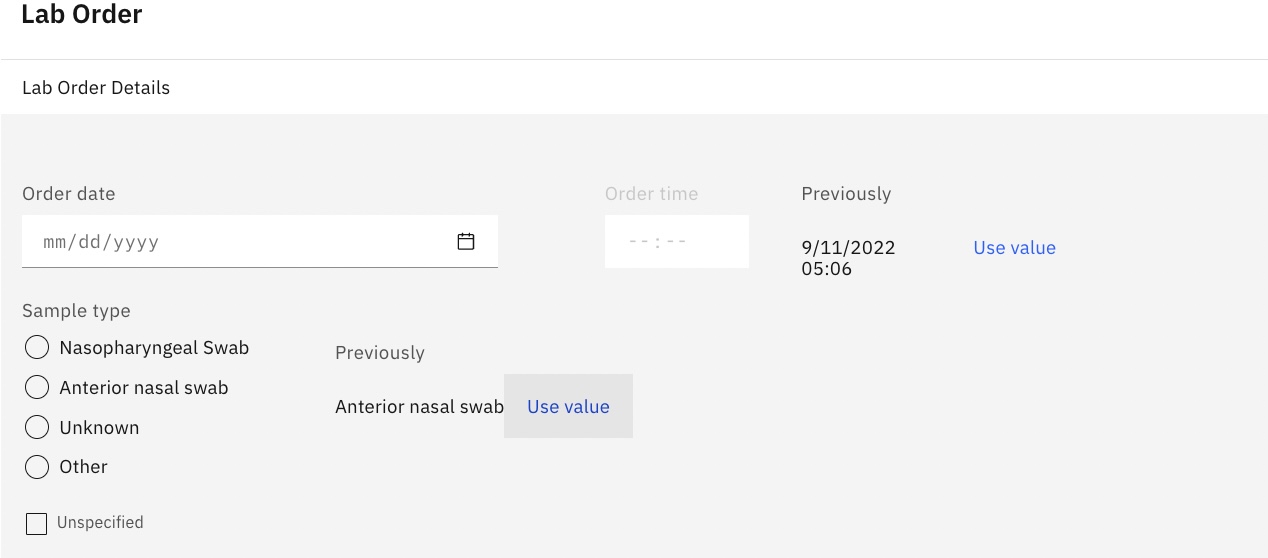 Lab Order
Lab Order Details
Order date
Order time
Previously
mm/dd/yyyy
--:--
9/11/2022
05:06
Use value
Sample type
Nasopharyngeal Swab
Anterior nasal swab
Unknown
Other
Previously
Anterior nasal swab
Use value
Unspecified